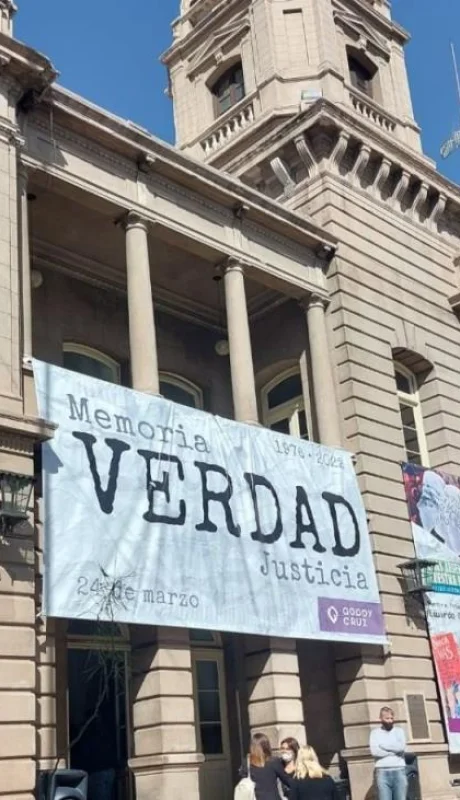 Memoria
1976 · 2022
VERDAD
Justicia
24 de marzo
GODOY
CRUZ